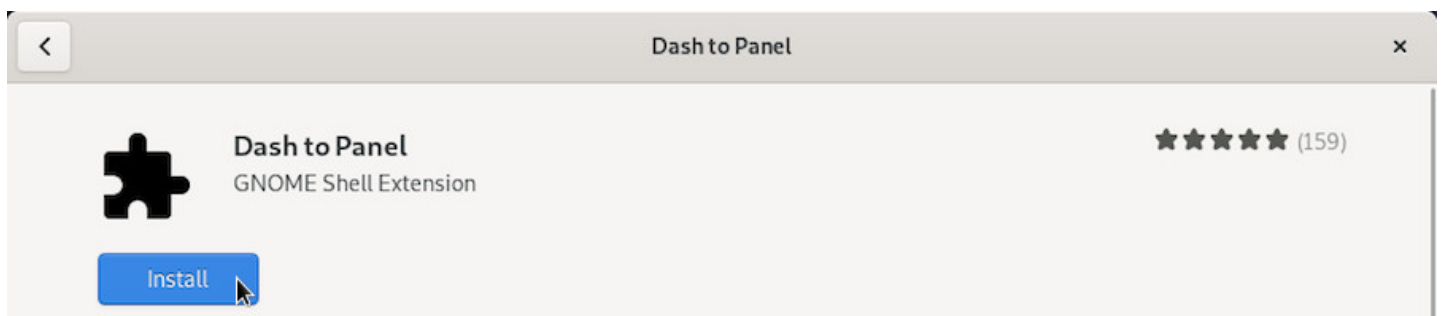 Dash to Panel
Dash to Panel
(159)
GNOME Shell Extension
Install